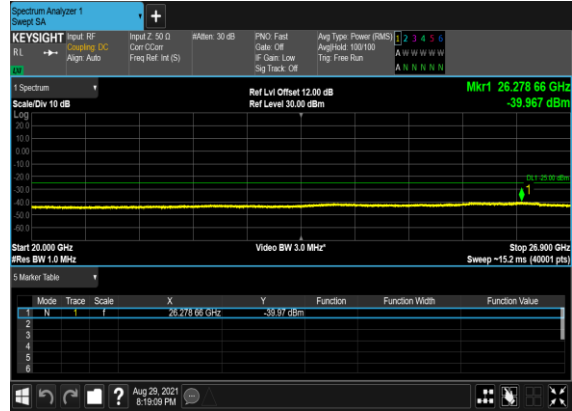 Spectrum Analyzer 1
Swept SA
+
KEYSIGHT Input: RF Input Z: 50 Ω #Atten: 30 dB PNO: Fast Avg Type: Power (RMS) 1 2 3 4 5 6
RL Coupling: DC Corr CCorr Gate: Off Avg|Hold: 100/100 A W W W W W
Align: Auto Freq Ref: Int (S) IF Gain: Low Trig: Free Run
Sig Track: Off A N N N N N
1 Spectrum Ref Lvl Offset 12.00 dB Mkr1 26.278 66 GHz
Scale/Div 10 dB Ref Level 30.00 dBm -39.967 dBm
Log
20.0
10.0
0.00
-10.0
-20.0
DL1 -25.00 dBm
-30.0
1
-40.0
-50.0
-60.0
Start 20.000 GHz Video BW 3.0 MHz* Stop 26.900 GHz
#Res BW 1.0 MHz Sweep ~15.2 ms (40001 pts)
5 Marker Table
Mode Trace Scale X Y Function Function Width Function Value
1 N 1 f 26.278 66 GHz -39.97 dBm
2
3
4
5
6
? Aug 29, 2021
8:19:09 PM